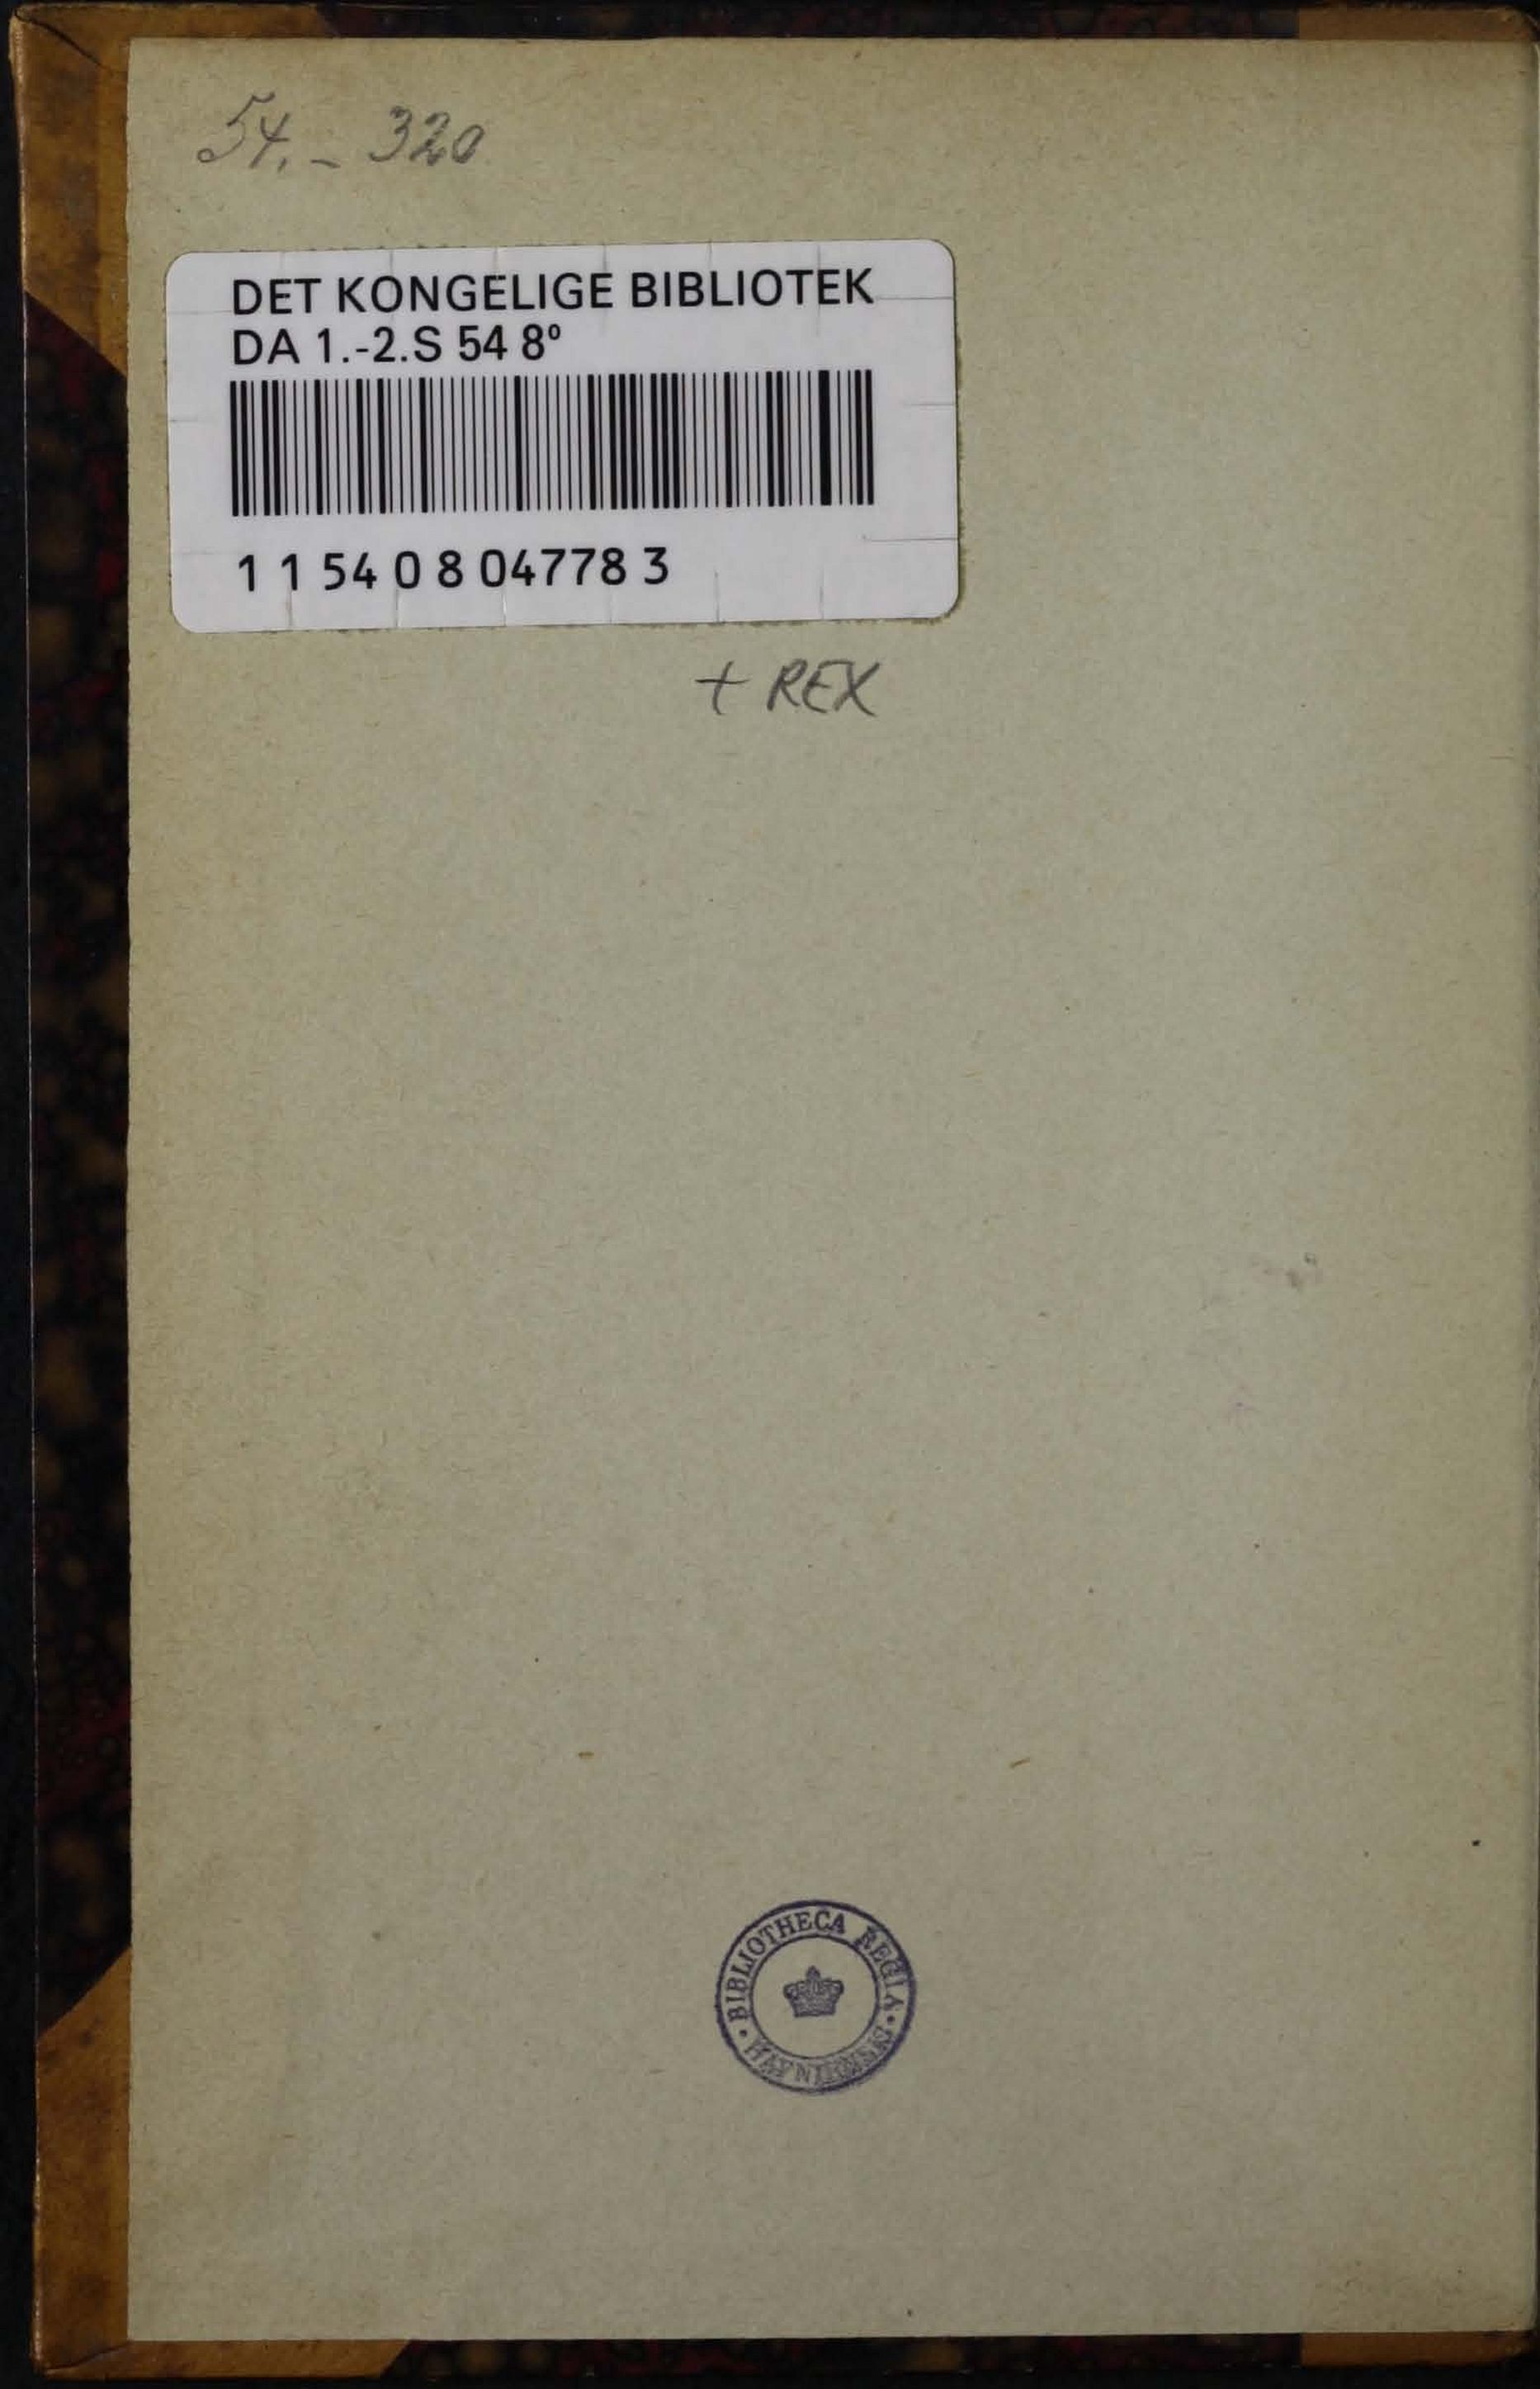 54. - 320
DET KONGELIGE BIBLIOTEK
DA 1.-2.S 54 8º
1 1 54 0 8 04778 3
+ REX
· BIBLIOTHECA REGIA ·
HAFNIENSIS